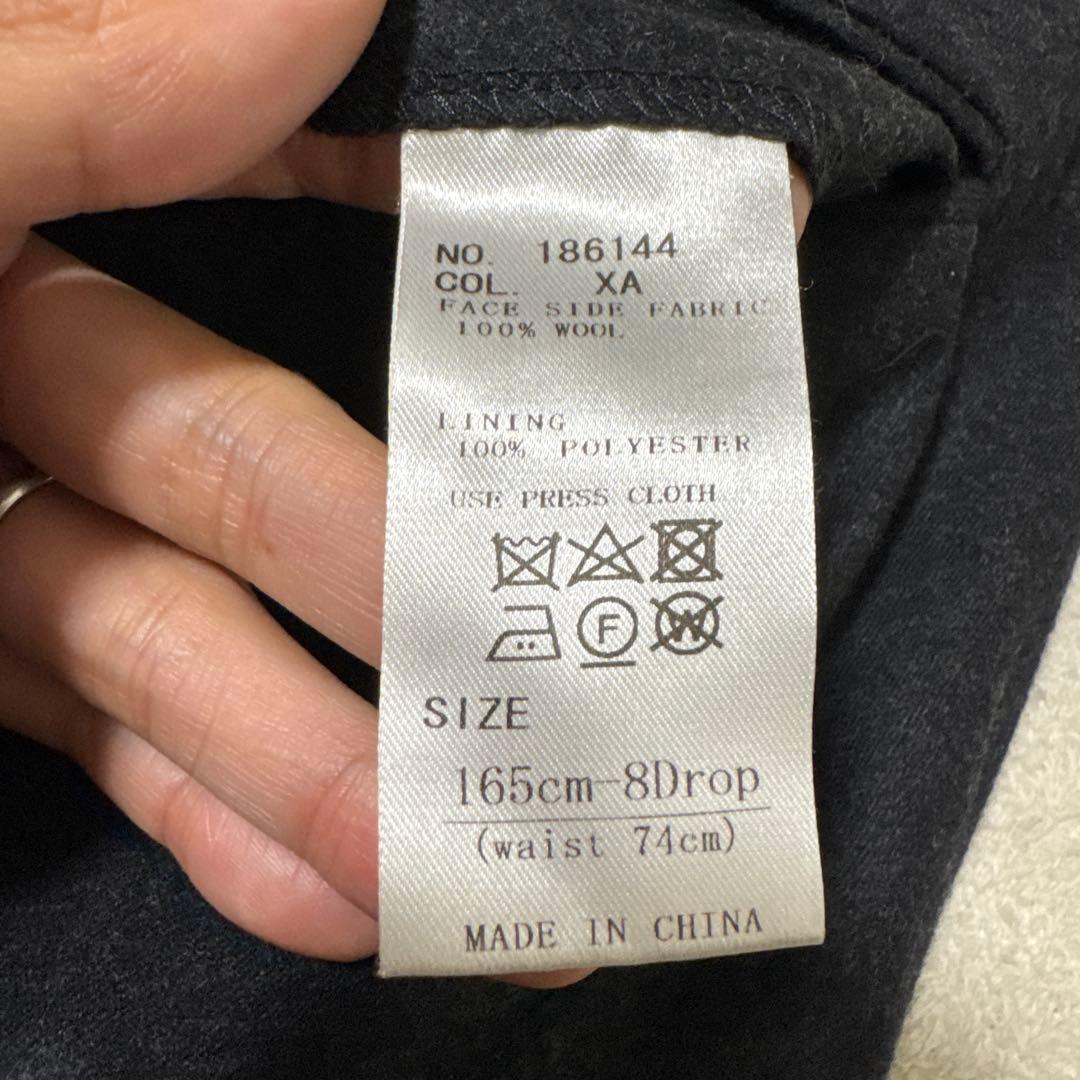 NO. 186144
COL. XA
FACE SIDE FABRIC
100% WOOL
LINING
100% POLYESTER
USE PRESS CLOTH
F W
SIZE
165cm-8Drop
(waist 74cm)
MADE IN CHINA